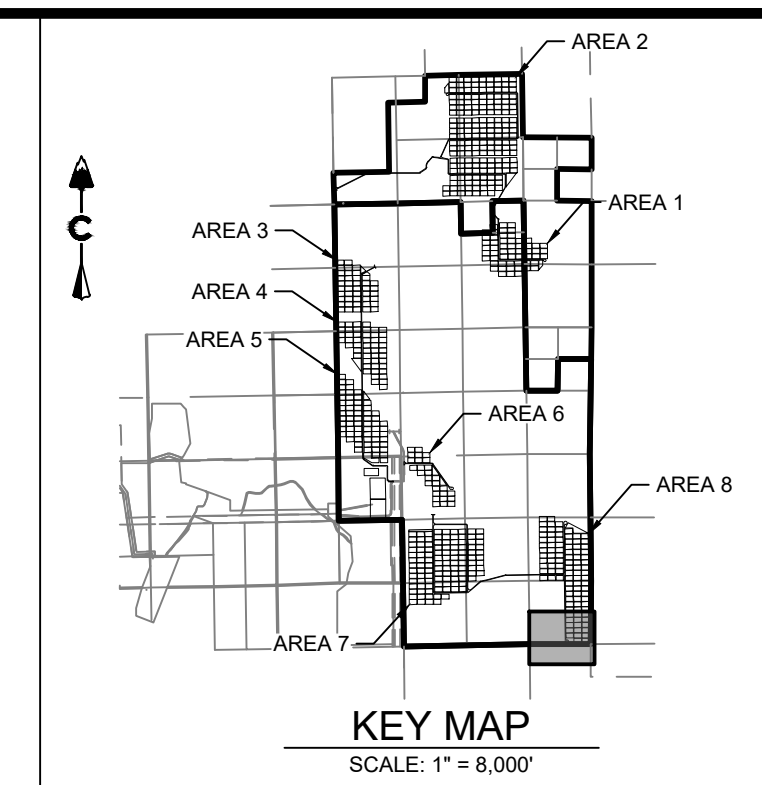 AREA 2
AREA 1
AREA 3
AREA 4
AREA 5
AREA 6
AREA 8
AREA 7
C
KEY MAP
SCALE: 1" = 8,000'